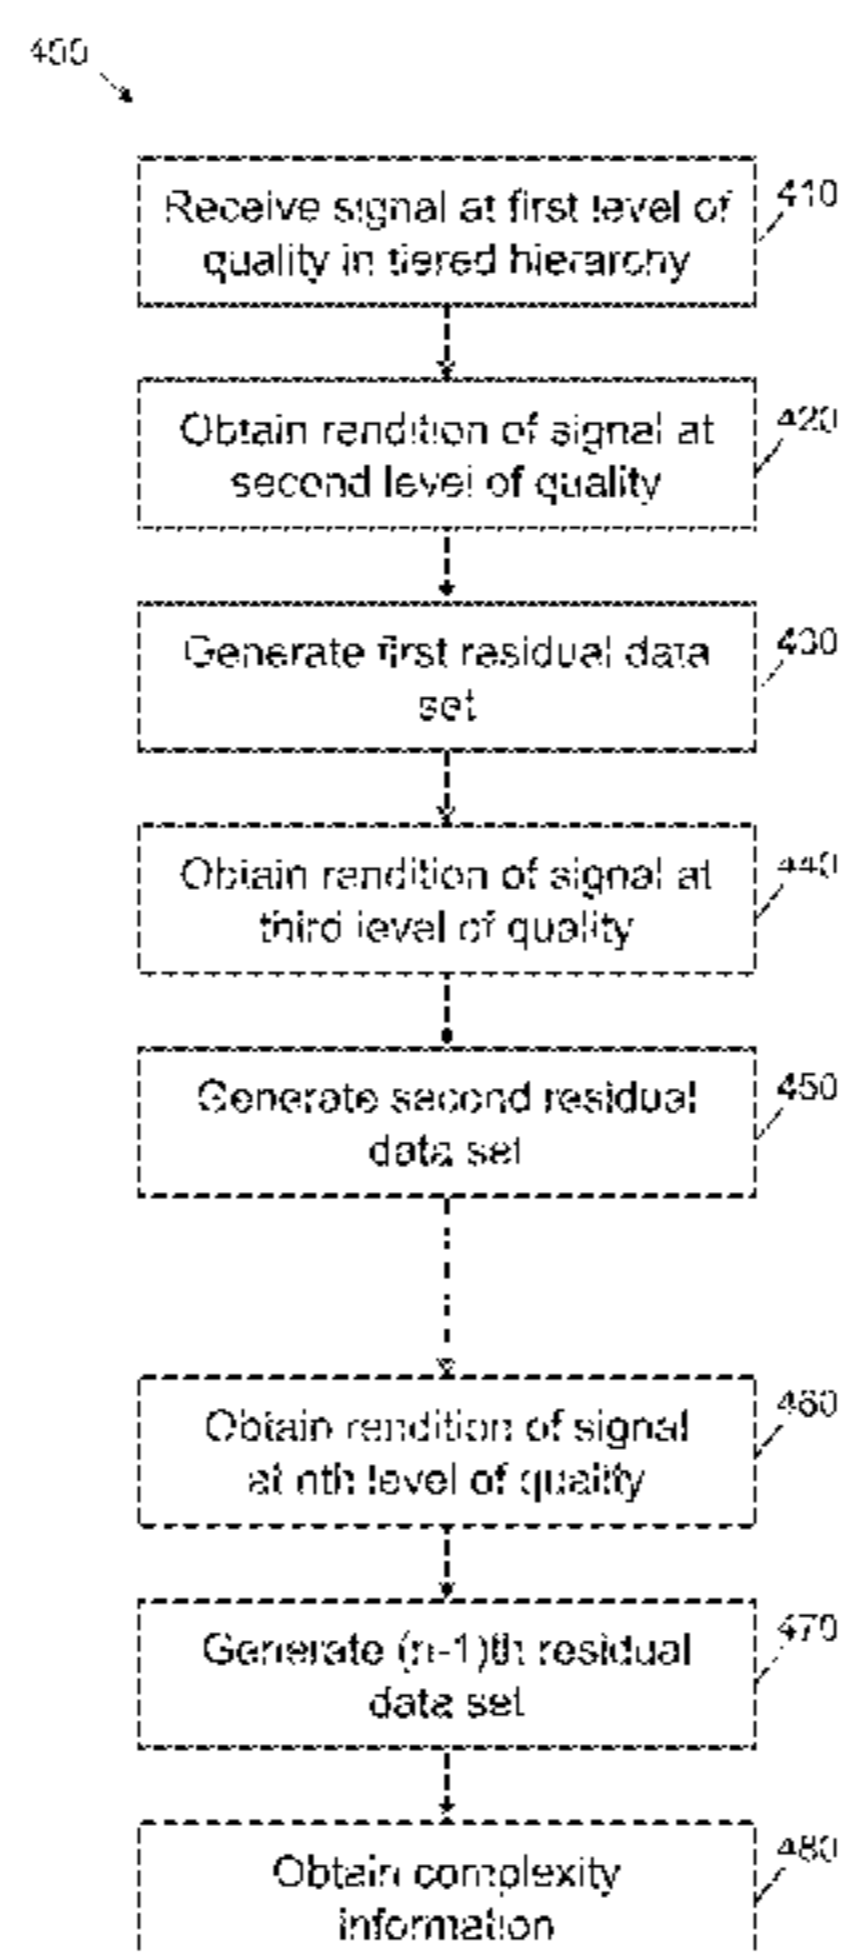 400
410
Receive signal at first level of
quality in tiered hierarchy
420
Obtain rendition of signal at
second level of quality
430
Generate first residual data
set
440
Obtain rendition of signal at
third level of quality
450
Generate second residual
data set
460
Obtain rendition of signal
at nth level of quality
470
Generate (n-1)th residual
data set
480
Obtain complexity
information